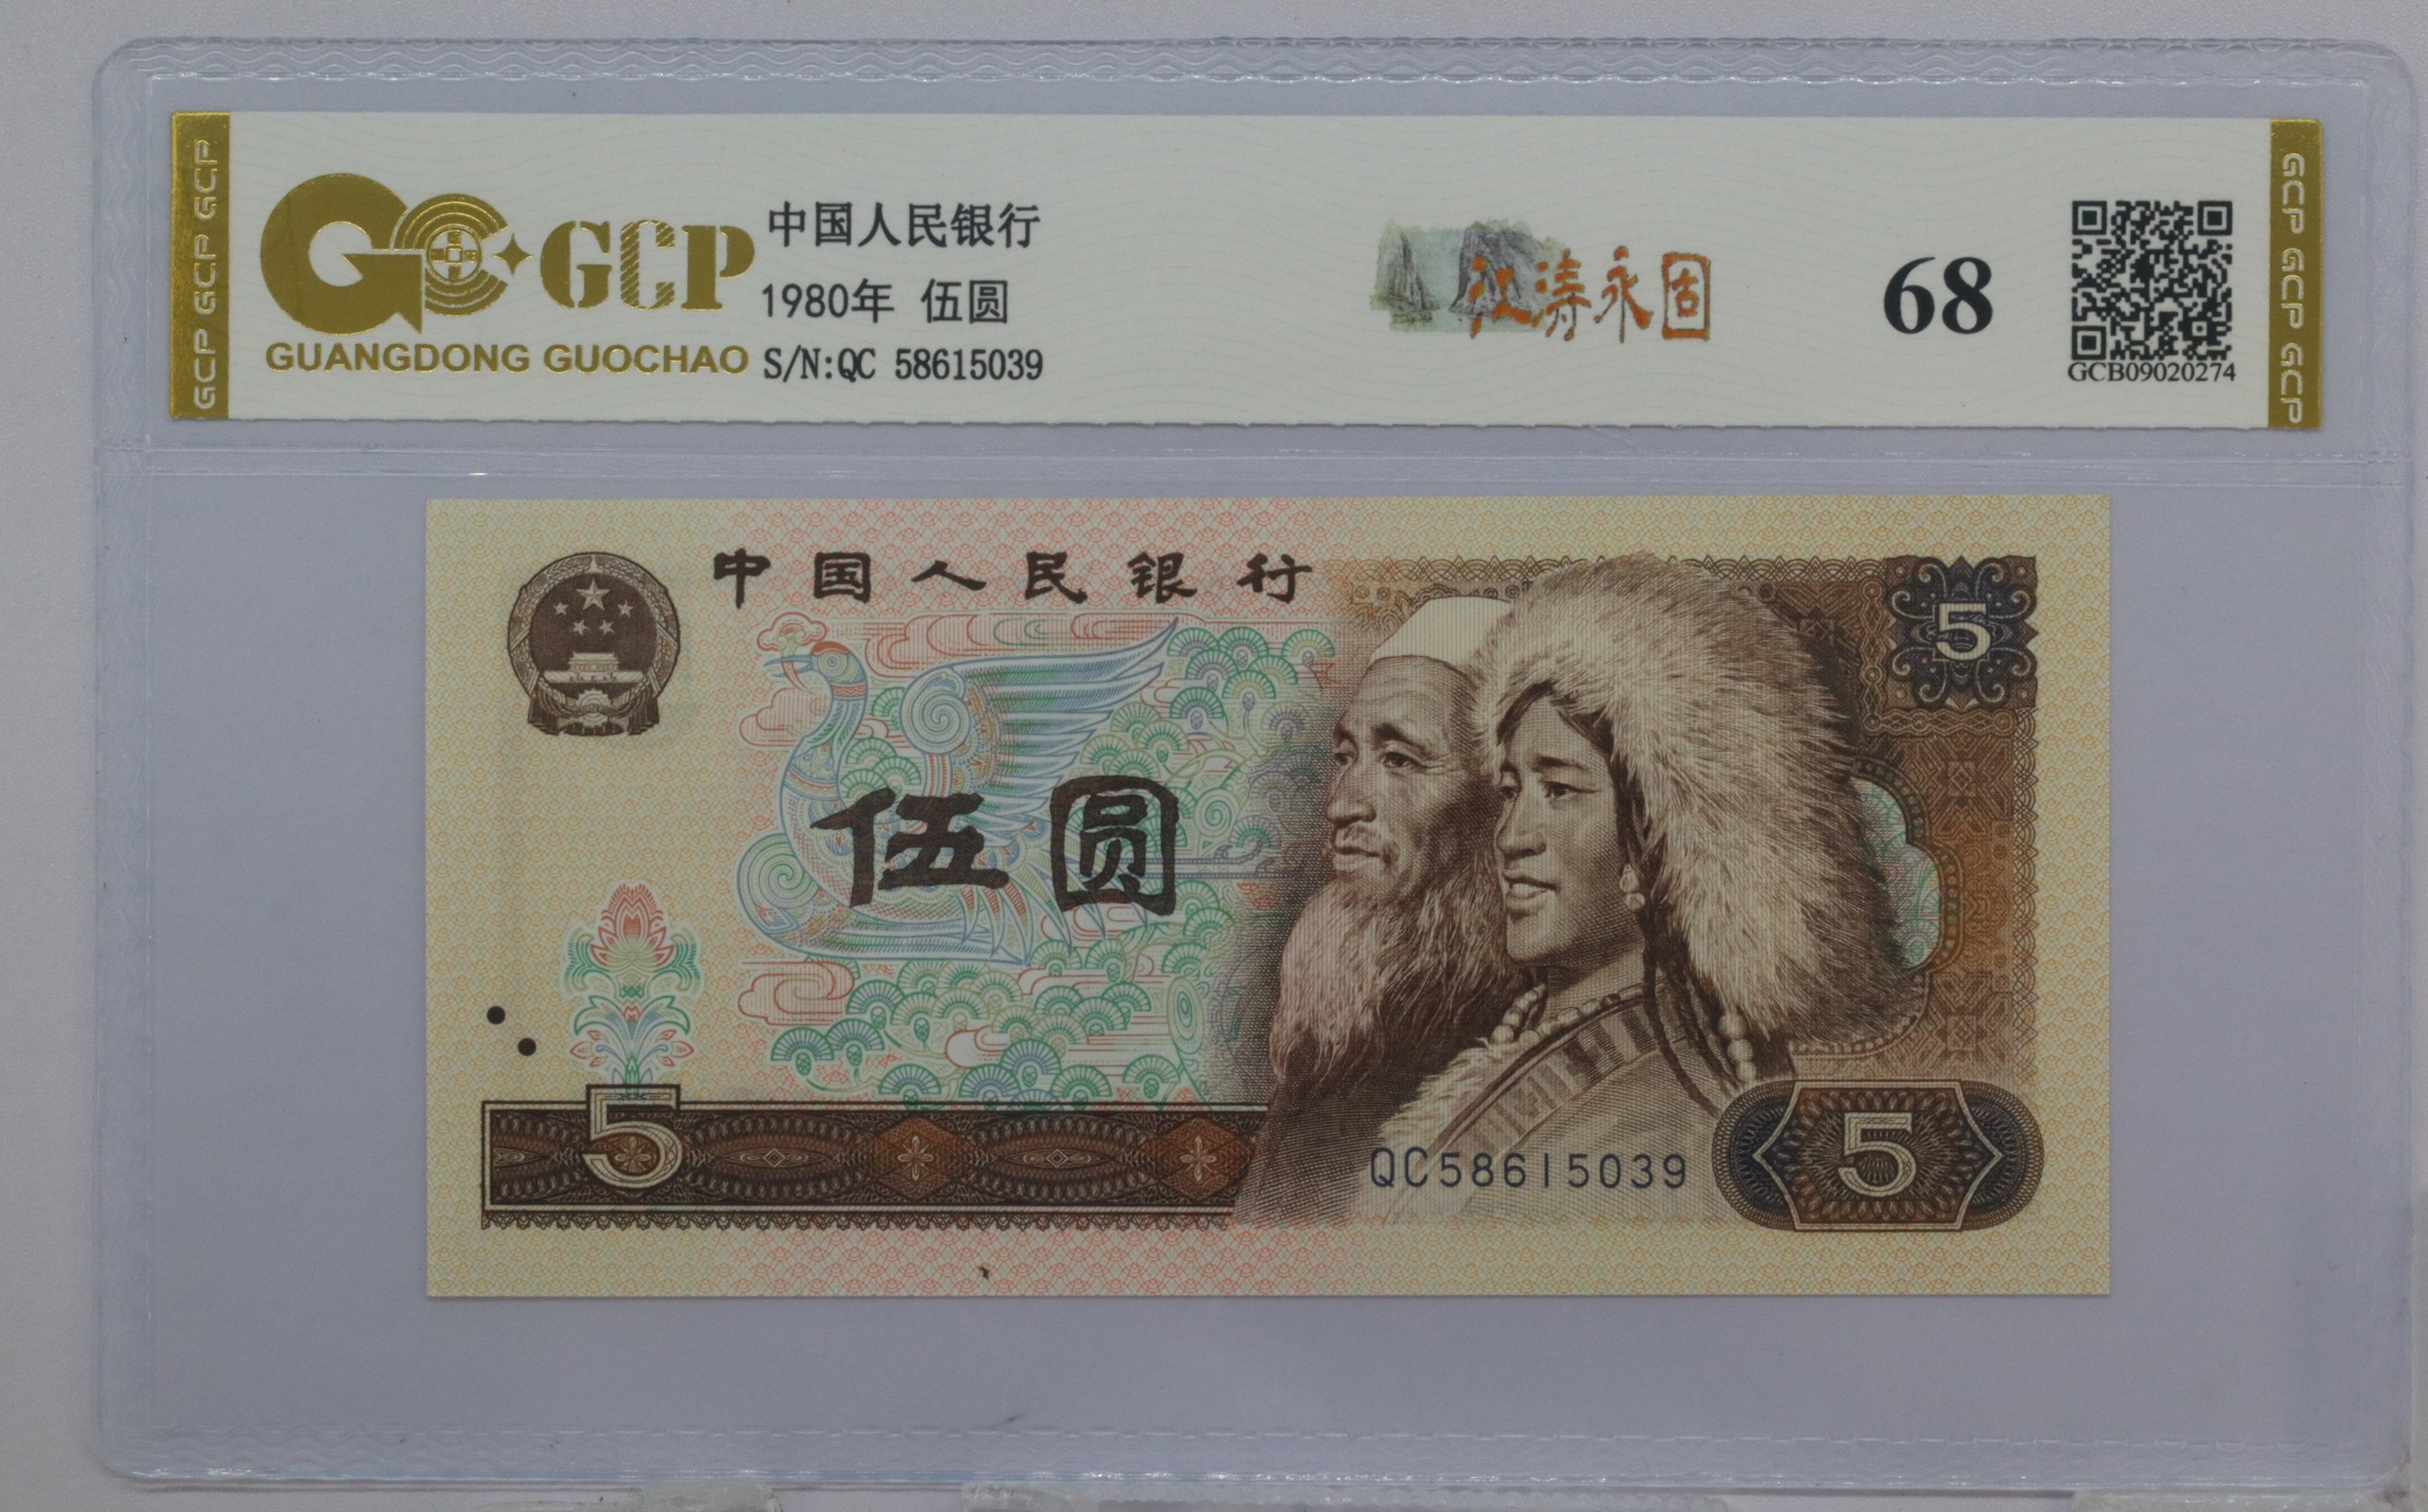 GCP GCP GCP
GCP
GUANGDONG GUOCHAO
中国人民银行
1980年 伍圆
S/N:QC 58615039
江涛永固
68
GCB09020274
GCP GCP GCP
中国人民银行
5
伍圆
5
QC58615039
5